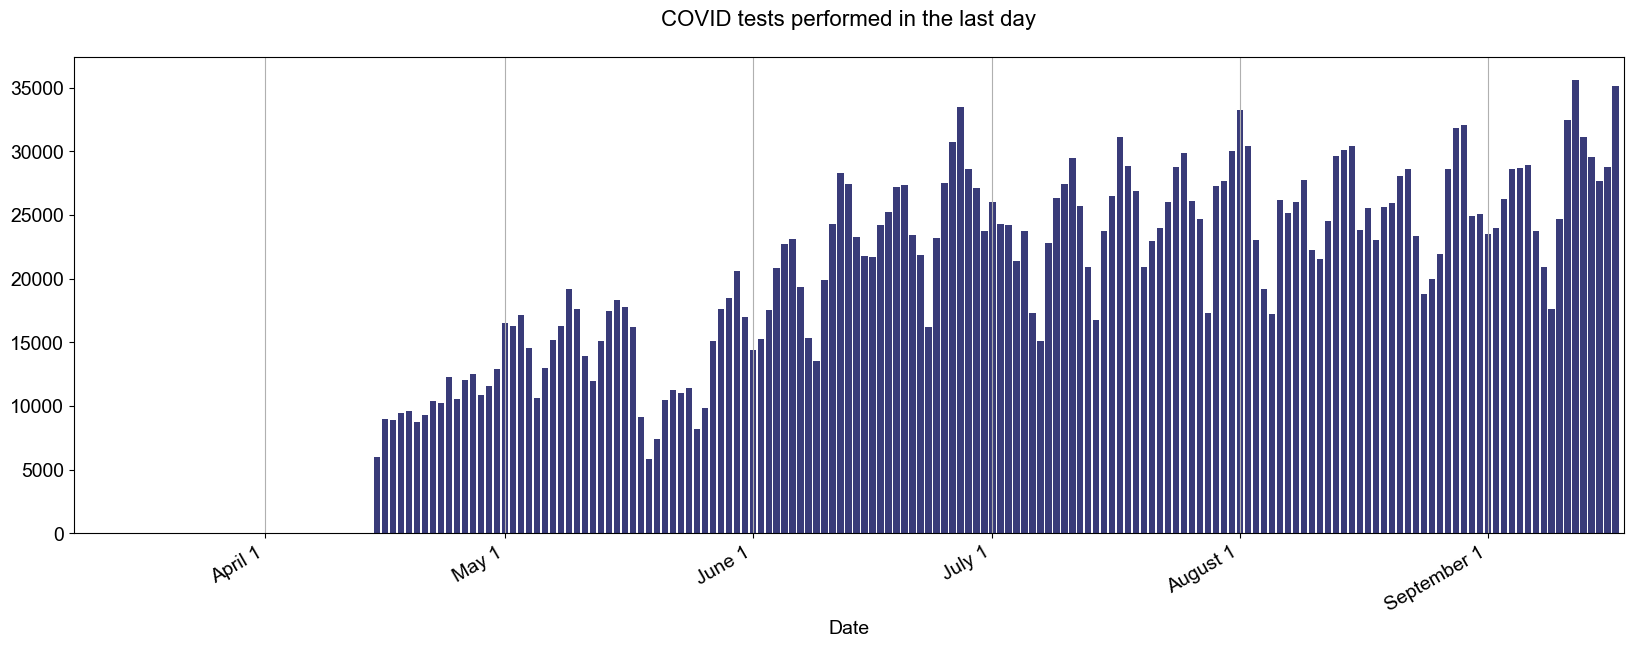 COVID tests performed in the last day
35000
30000
25000
20000
15000
10000
5000
0
April 1
May 1
June 1
July 1
August 1
September 1
Date